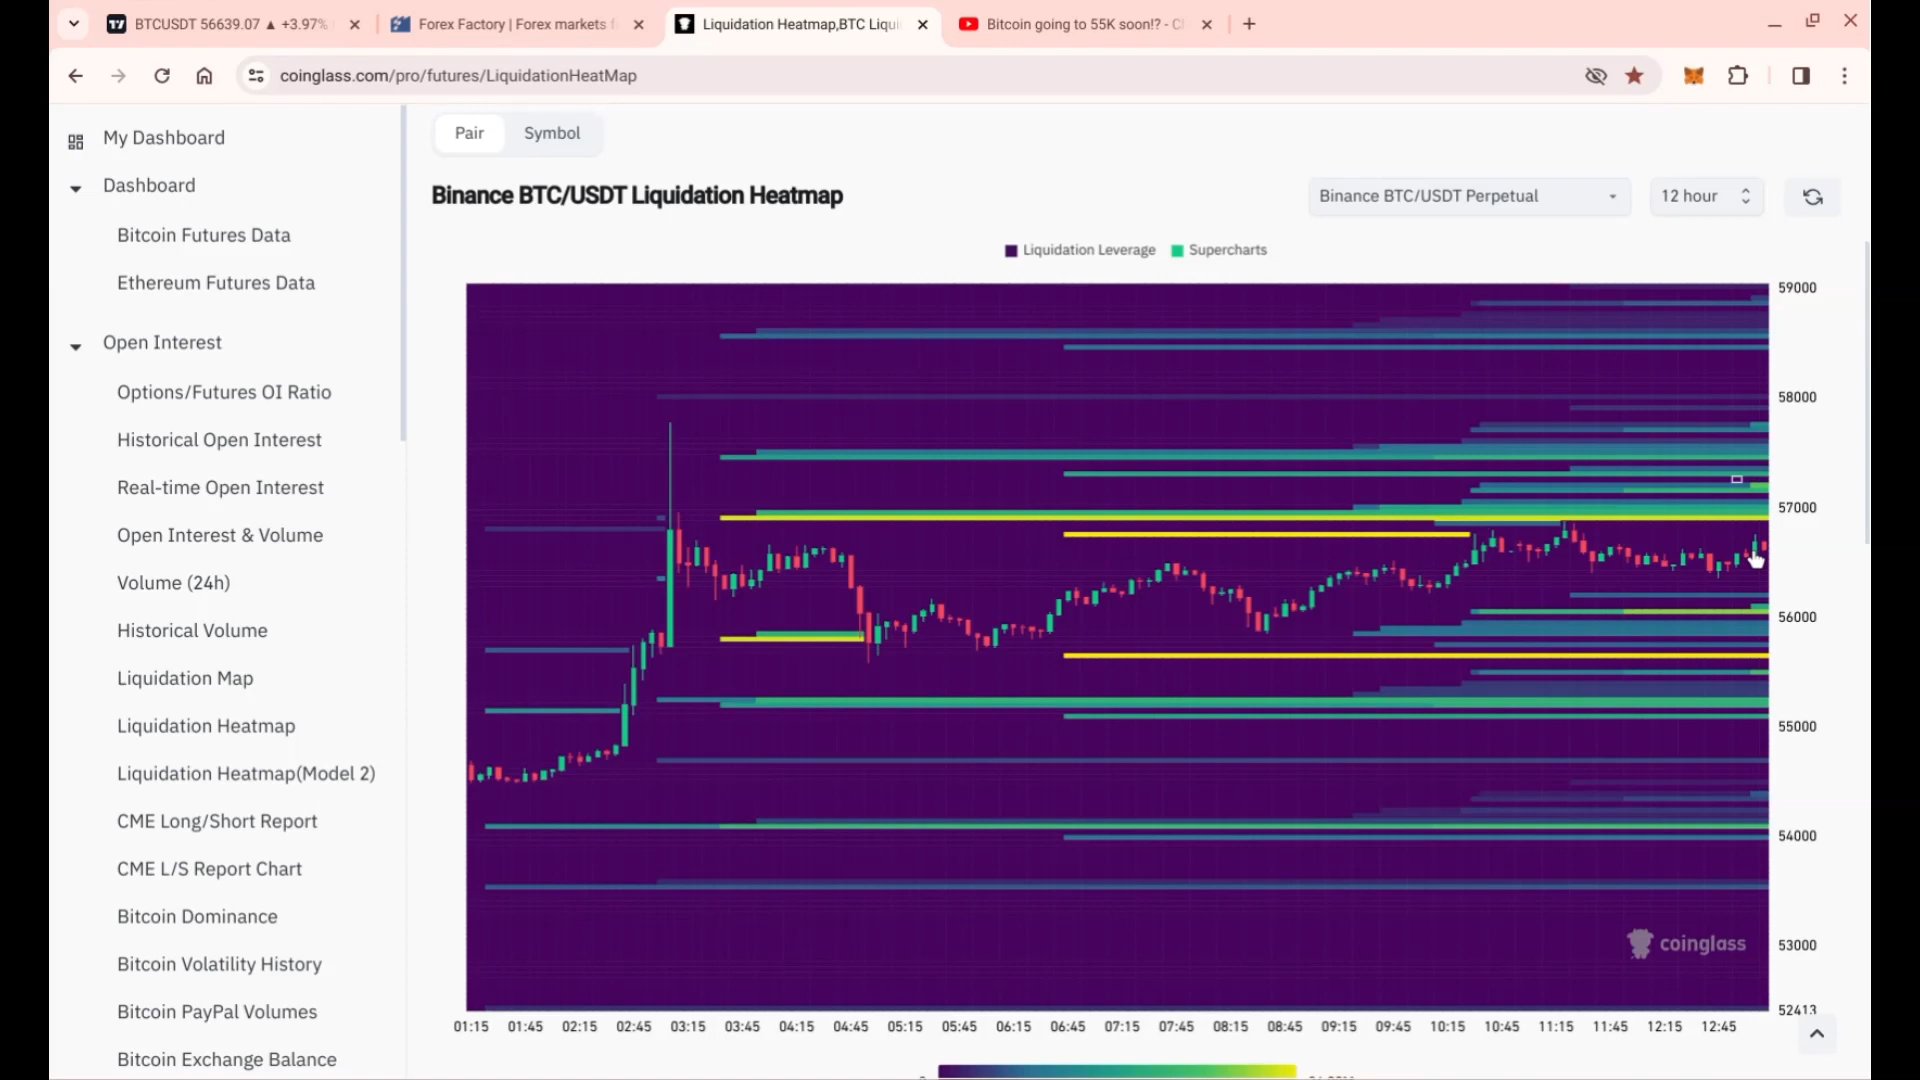 BTCUSDT 56639.07 ▲ +3.97%
Forex Factory | Forex markets f
Liquidation Heatmap,BTC Liqui
Bitcoin going to 55K soon!? - C
coinglass.com/pro/futures/LiquidationHeatMap
My Dashboard
Dashboard
Bitcoin Futures Data
Ethereum Futures Data
Open Interest
Options/Futures OI Ratio
Historical Open Interest
Real-time Open Interest
Open Interest & Volume
Volume (24h)
Historical Volume
Liquidation Map
Liquidation Heatmap
Liquidation Heatmap(Model 2)
CME Long/Short Report
CME L/S Report Chart
Bitcoin Dominance
Bitcoin Volatility History
Bitcoin PayPal Volumes
Bitcoin Exchange Balance
Pair
Symbol
Binance BTC/USDT Liquidation Heatmap
Binance BTC/USDT Perpetual
12 hour
Liquidation Leverage
Supercharts
59000
58000
57000
56000
55000
54000
53000
52413
coinglass
01:15 01:45 02:15 02:45 03:15 03:45 04:15 04:45 05:15 05:45 06:15 06:45 07:15 07:45 08:15 08:45 09:15 09:45 10:15 10:45 11:15 11:45 12:15 12:45